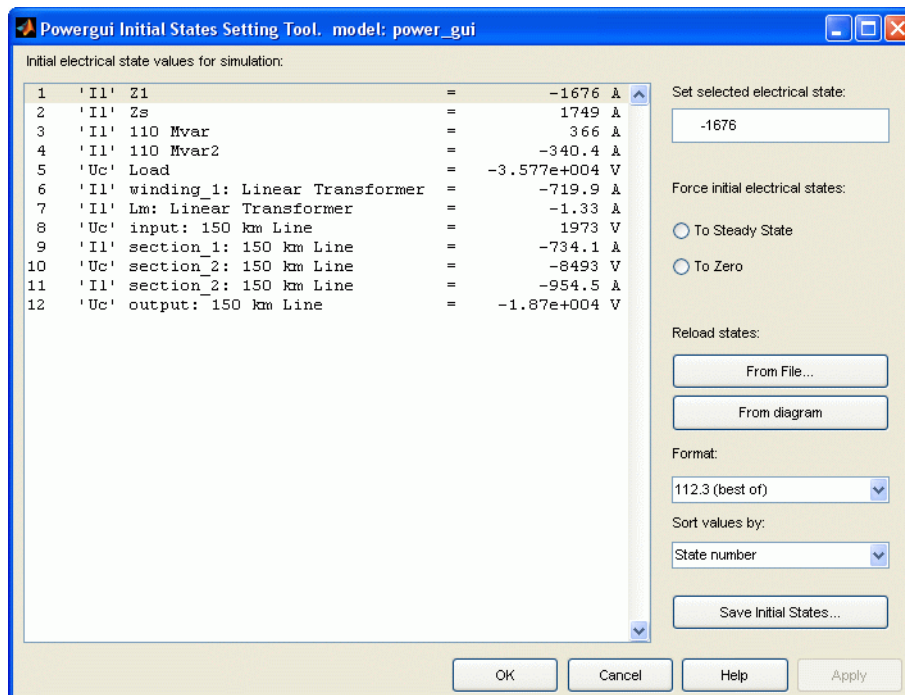 Powergui Initial States Setting Tool. model: power_gui
Initial electrical state values for simulation:
1 'Il' Z1 = -1676 A
2 'Il' Zs = 1749 A
3 'Il' 110 Mvar = 366 A
4 'Il' 110 Mvar2 = -340.4 A
5 'Uc' Load = -3.577e+004 V
6 'Il' winding_1: Linear Transformer = -719.9 A
7 'Il' Lm: Linear Transformer = -1.33 A
8 'Uc' input: 150 km Line = 1973 V
9 'Il' section_1: 150 km Line = -734.1 A
10 'Uc' section_2: 150 km Line = -8493 V
11 'Il' section_2: 150 km Line = -954.5 A
12 'Uc' output: 150 km Line = -1.87e+004 V
Set selected electrical state:
-1676
Force initial electrical states:
To Steady State
To Zero
Reload states:
From File...
From diagram
Format:
112.3 (best of)
Sort values by:
State number
Save Initial States...
OK Cancel Help Apply